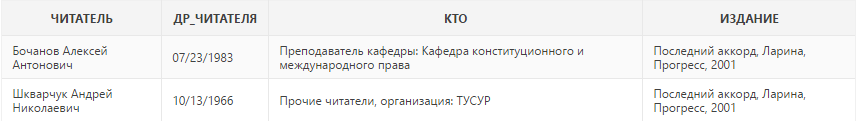 ЧИТАТЕЛЬ ДР_ЧИТАТЕЛЯ КТО ИЗДАНИЕ
Бочанов Алексей Антонович 07/23/1983 Преподаватель кафедры: Кафедра конституционного и международного права Последний аккорд, Ларина, Прогресс, 2001
Шкварчук Андрей Николаевич 10/13/1966 Прочие читатели, организация: ТУСУР Последний аккорд, Ларина, Прогресс, 2001